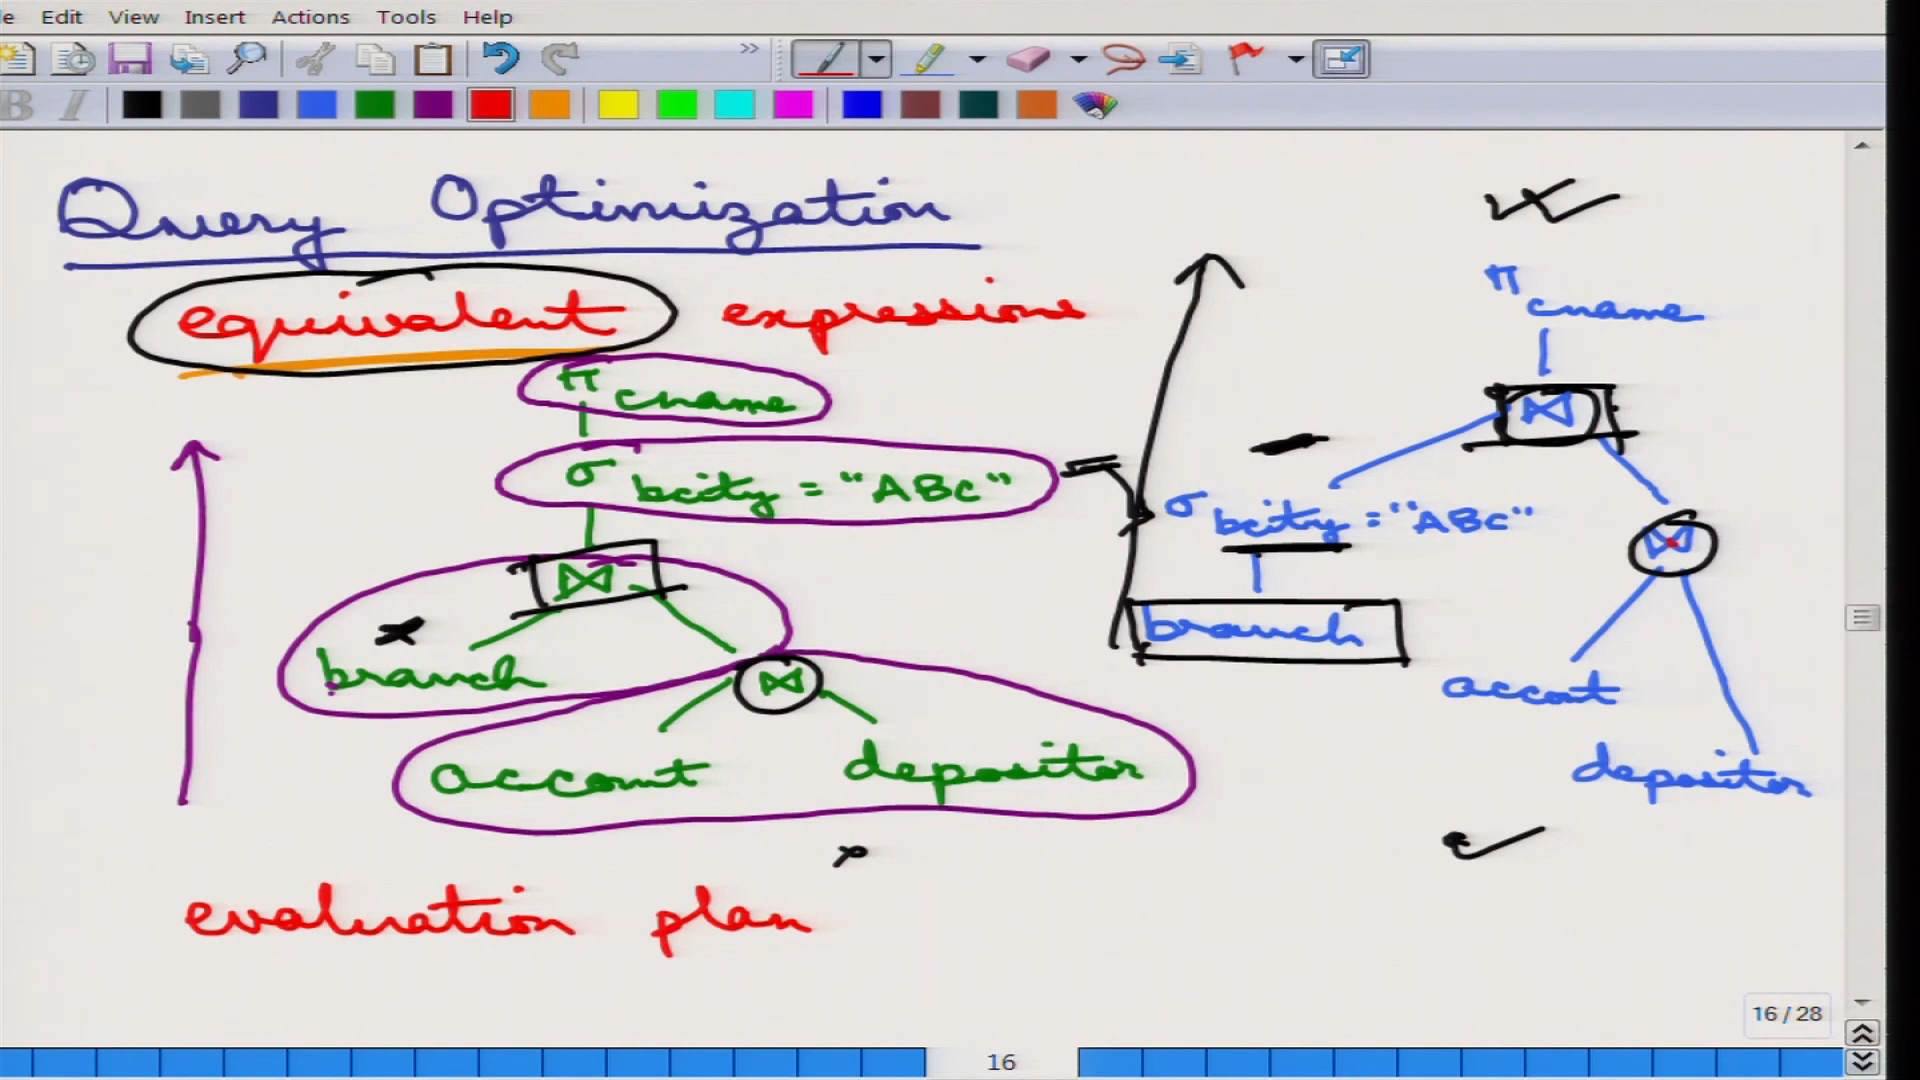 Edit View Insert Actions Tools Help
B I
Query Optimization
equivalent expressions
π cname
σ bcity = "ABC"
⋈
branch
⋈
account depositor
evaluation plan
π cname
⋈
σ bcity = "ABC"
⋈
branch
account
depositor
16 / 28
16